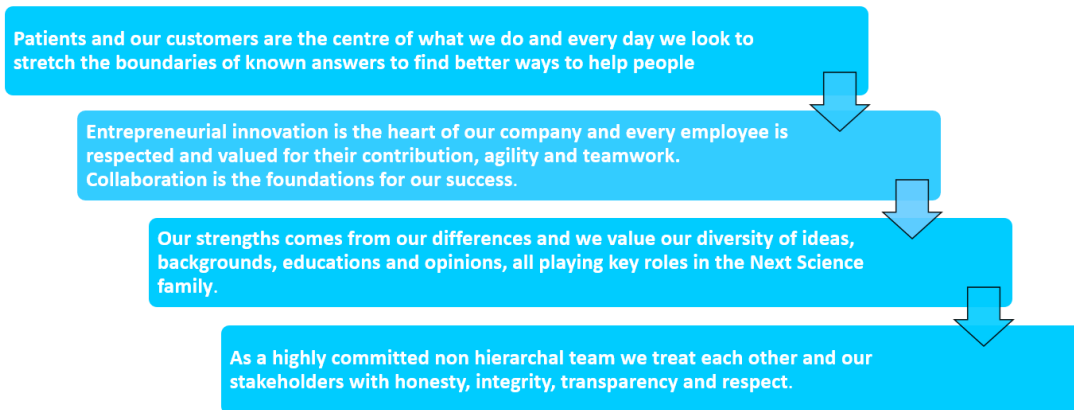 Patients and our customers are the centre of what we do and every day we look to
stretch the boundaries of known answers to find better ways to help people
Entrepreneurial innovation is the heart of our company and every employee is
respected and valued for their contribution, agility and teamwork.
Collaboration is the foundations for our success.
Our strengths comes from our differences and we value our diversity of ideas,
backgrounds, educations and opinions, all playing key roles in the Next Science
family.
As a highly committed non hierarchal team we treat each other and our
stakeholders with honesty, integrity, transparency and respect.